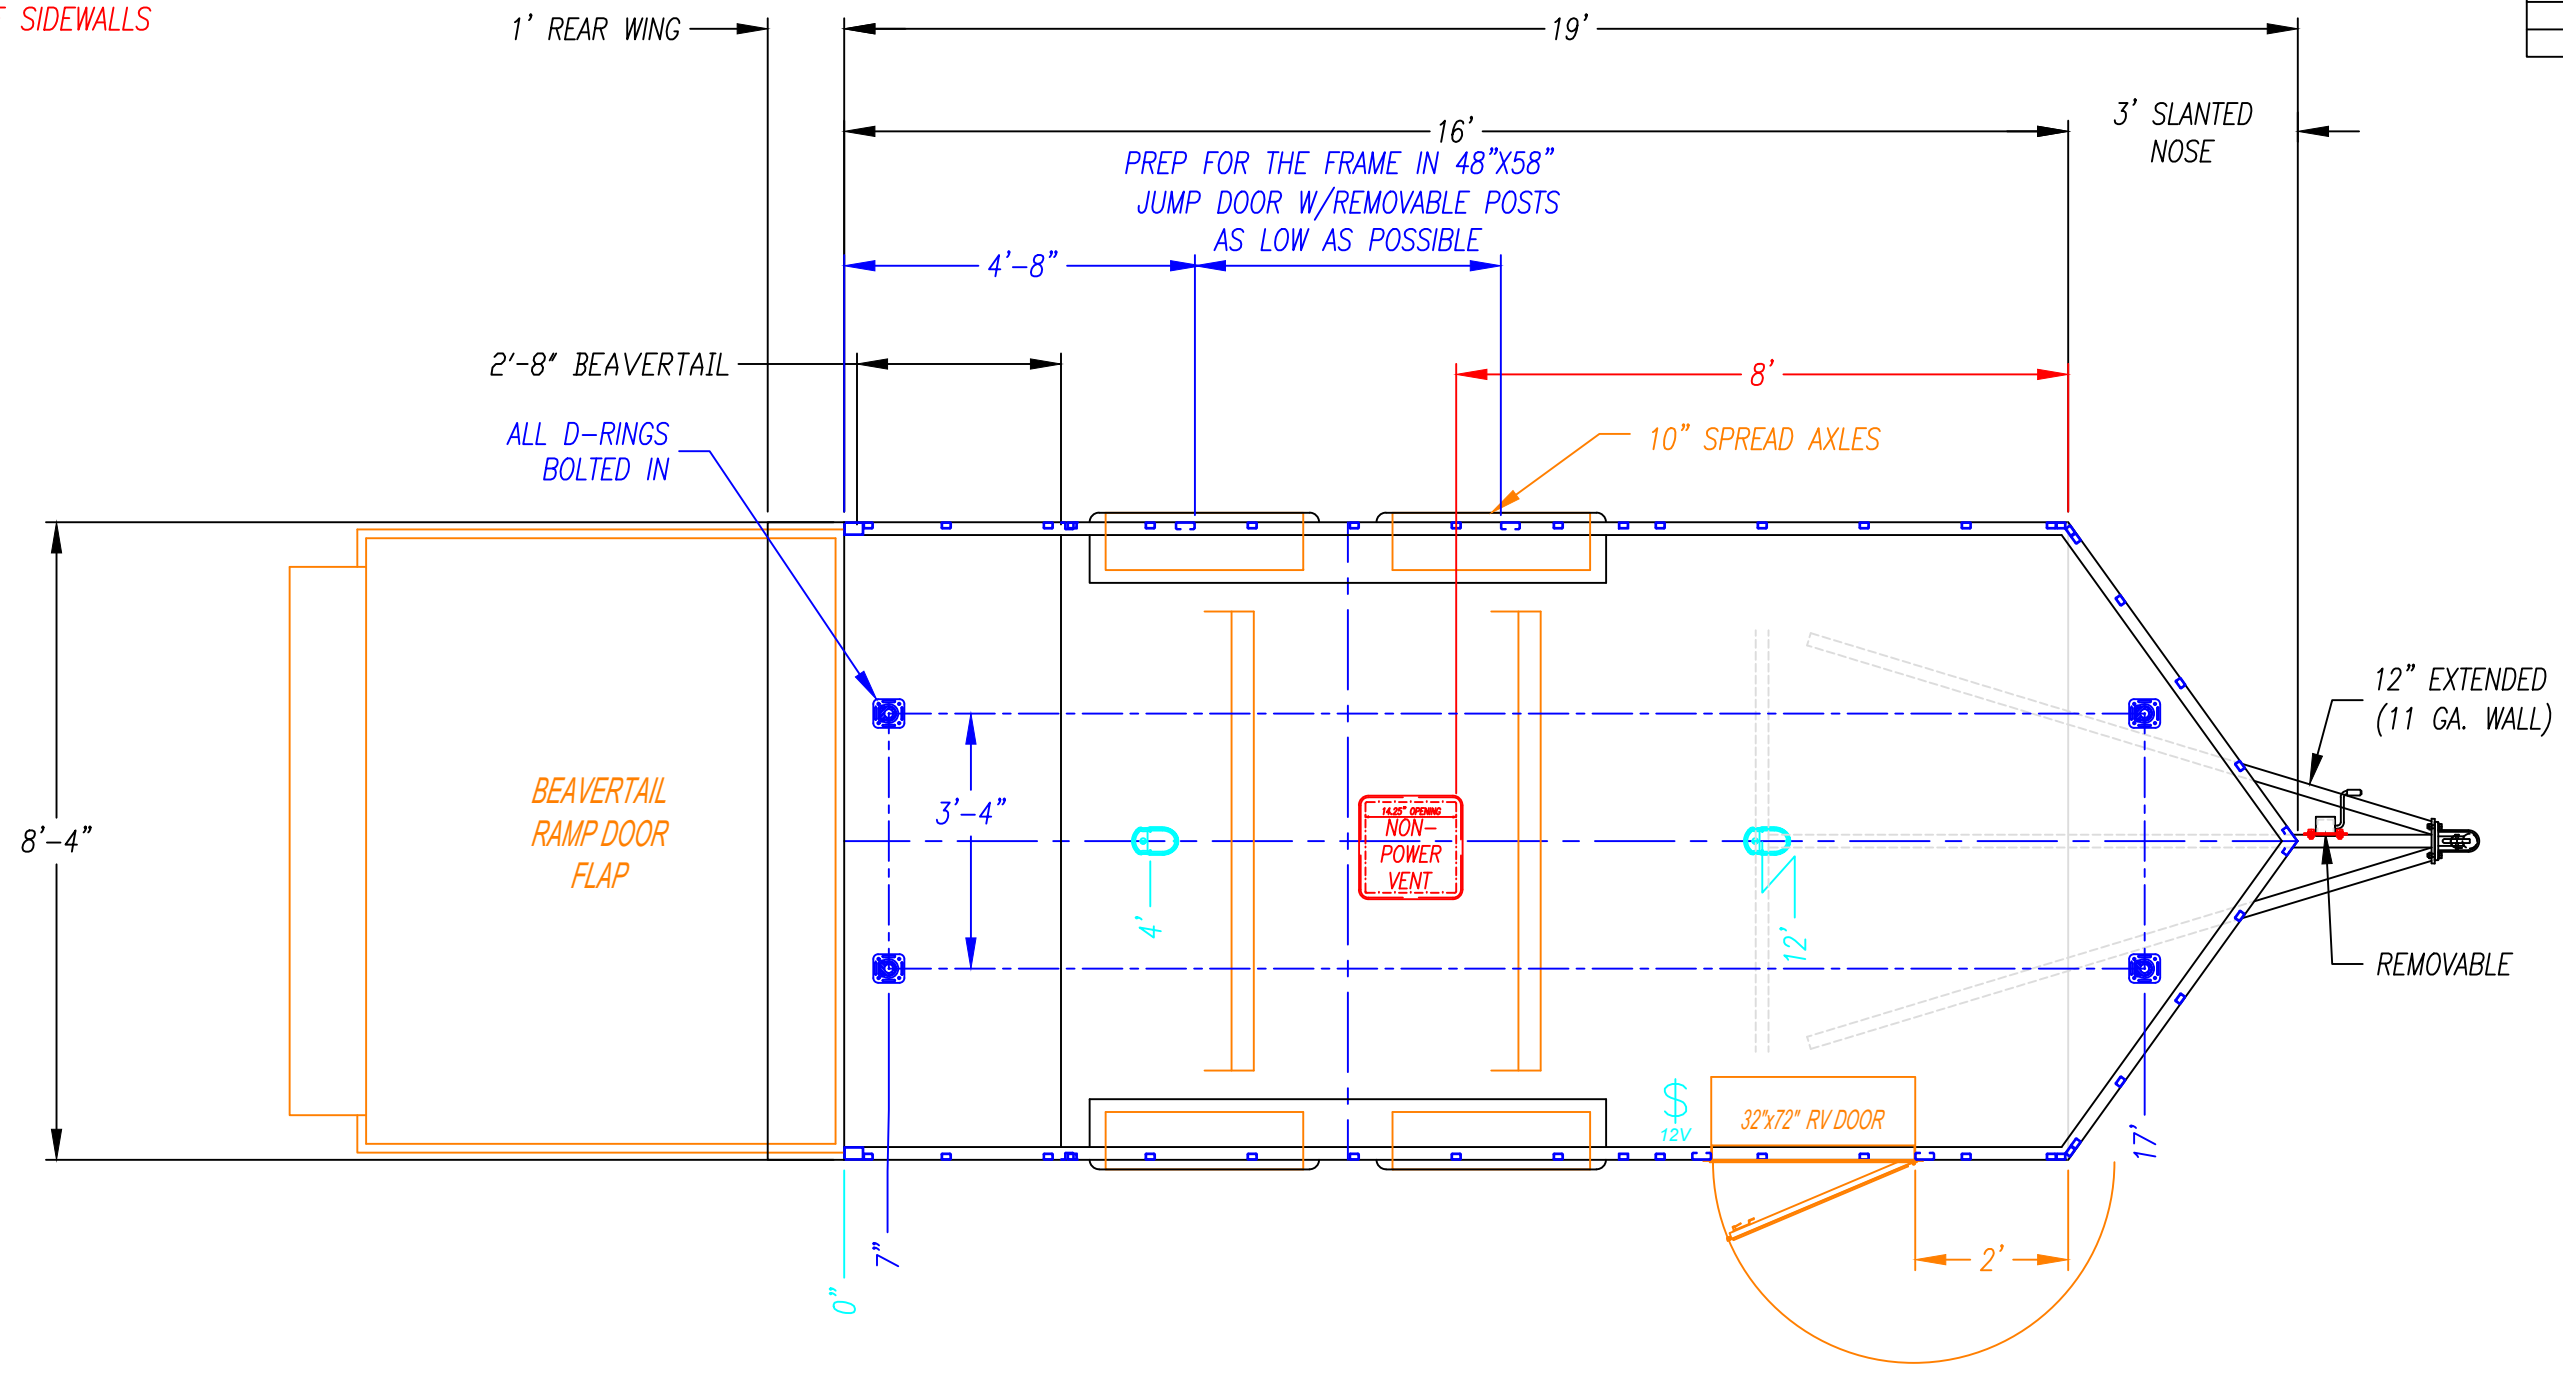 SIDEWALLS
1' REAR WING
19'
16'
3' SLANTED
NOSE
PREP FOR THE FRAME IN 48"X58"
JUMP DOOR W/REMOVABLE POSTS
AS LOW AS POSSIBLE
4'-8"
2'-8" BEAVERTAIL
8'
ALL D-RINGS
BOLTED IN
10" SPREAD AXLES
12" EXTENDED
(11 GA. WALL)
8'-4"
BEAVERTAIL
RAMP DOOR
FLAP
3'-4"
14.25" OPENING
NON-
POWER
VENT
4'
12'
REMOVABLE
$
12V
32"x72" RV DOOR
17'
2'
7"
0"